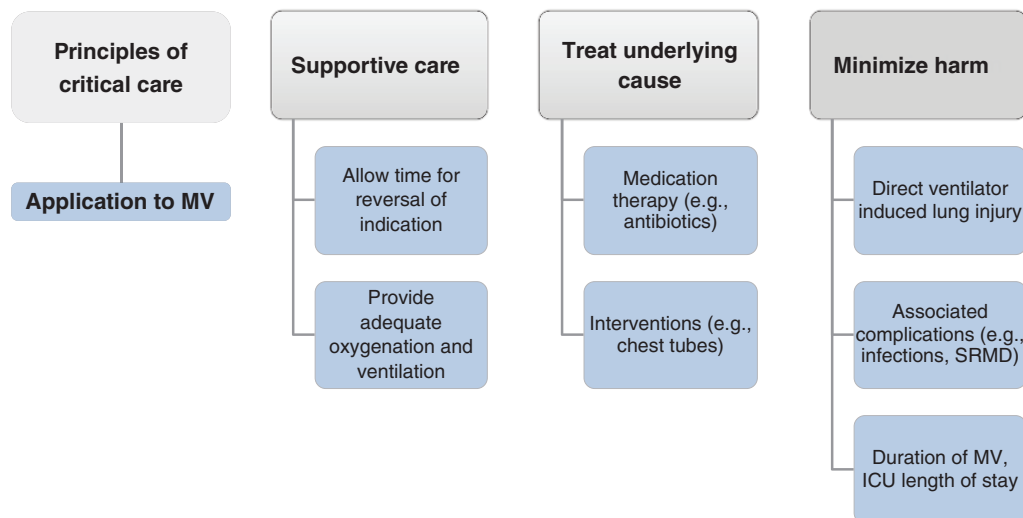 Principles of
critical care
Application to MV
Supportive care
Allow time for
reversal of
indication
Provide
adequate
oxygenation and
ventilation
Treat underlying
cause
Medication
therapy (e.g.,
antibiotics)
Interventions (e.g.,
chest tubes)
Minimize harm
Direct ventilator
induced lung injury
Associated
complications (e.g.,
infections, SRMD)
Duration of MV,
ICU length of stay